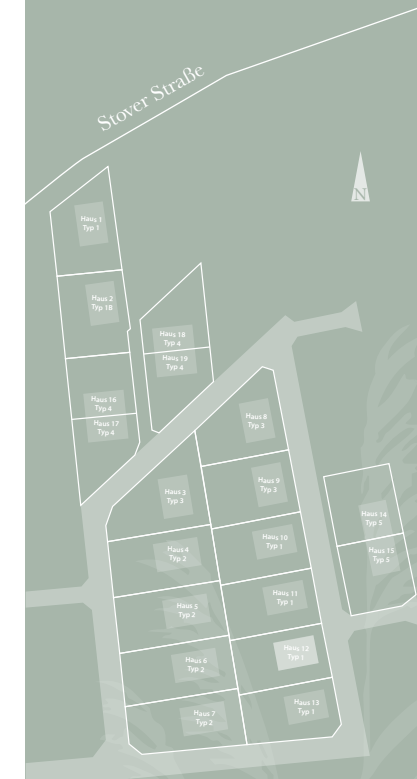 Stover Straße
N
Haus 1
Typ 1
Haus 2
Typ 1B
Haus 18
Typ 4
Haus 19
Typ 4
Haus 16
Typ 4
Haus 17
Typ 4
Haus 8
Typ 3
Haus 9
Typ 3
Haus 3
Typ 3
Haus 14
Typ 5
Haus 10
Typ 1
Haus 4
Typ 2
Haus 15
Typ 5
Haus 11
Typ 1
Haus 5
Typ 2
Haus 12
Typ 1
Haus 6
Typ 2
Haus 13
Typ 1
Haus 7
Typ 2